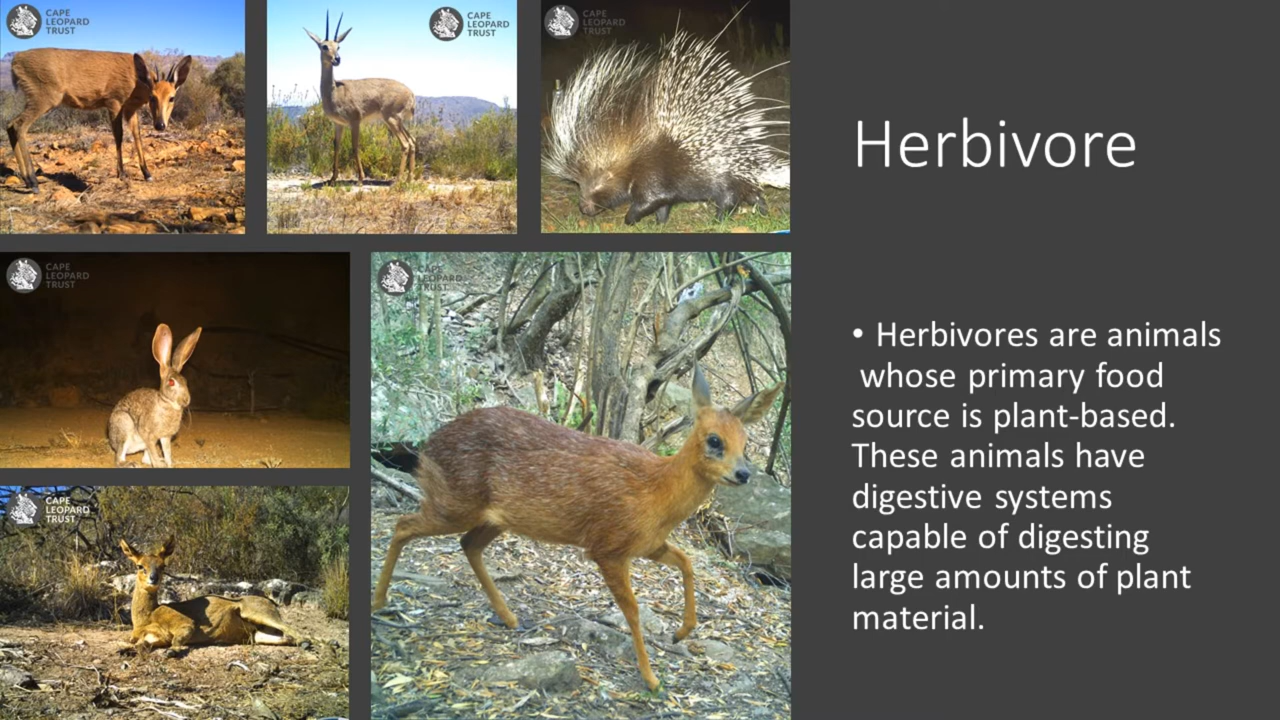 CAPE
LEOPARD
TRUST
CAPE
LEOPARD
TRUST
CAPE
LEOPARD
TRUST
Herbivore
CAPE
LEOPARD
TRUST
CAPE
LEOPARD
TRUST
• Herbivores are animals
whose primary food
source is plant-based.
These animals have
digestive systems
capable of digesting
large amounts of plant
material.
CAPE
LEOPARD
TRUST